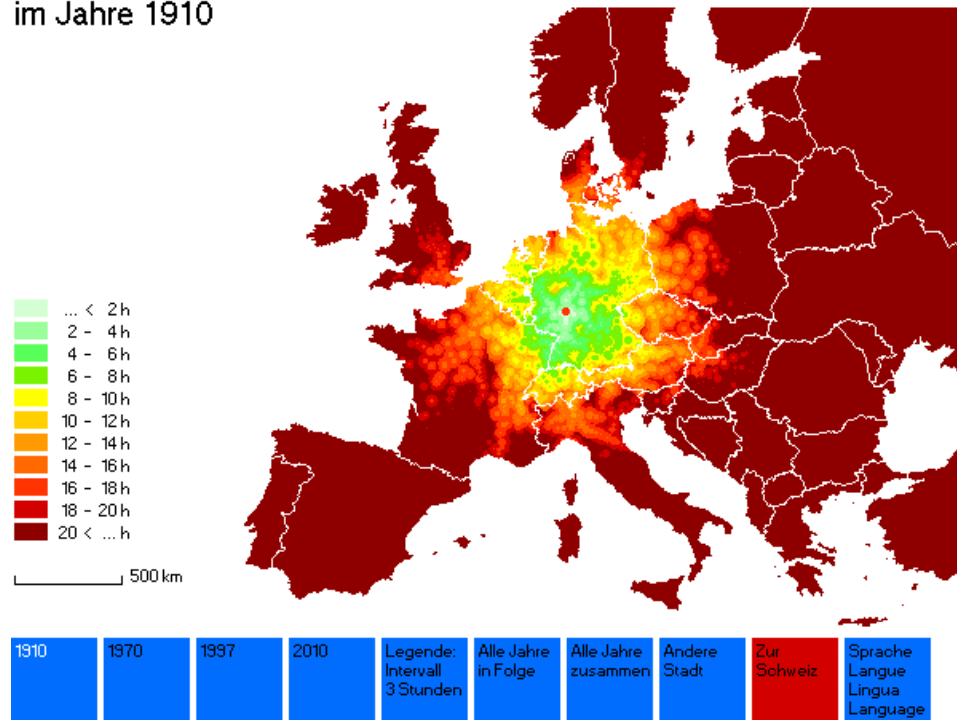 im Jahre 1910
... < 2 h
2 - 4 h
4 - 6 h
6 - 8 h
8 - 10 h
10 - 12 h
12 - 14 h
14 - 16 h
16 - 18 h
18 - 20 h
20 < ... h
500 km
1910
1970
1997
2010
Legende:
Intervall
3 Stunden
Alle Jahre
in Folge
Alle Jahre
zusammen
Andere
Stadt
Zur
Schweiz
Sprache
Langue
Lingua
Language